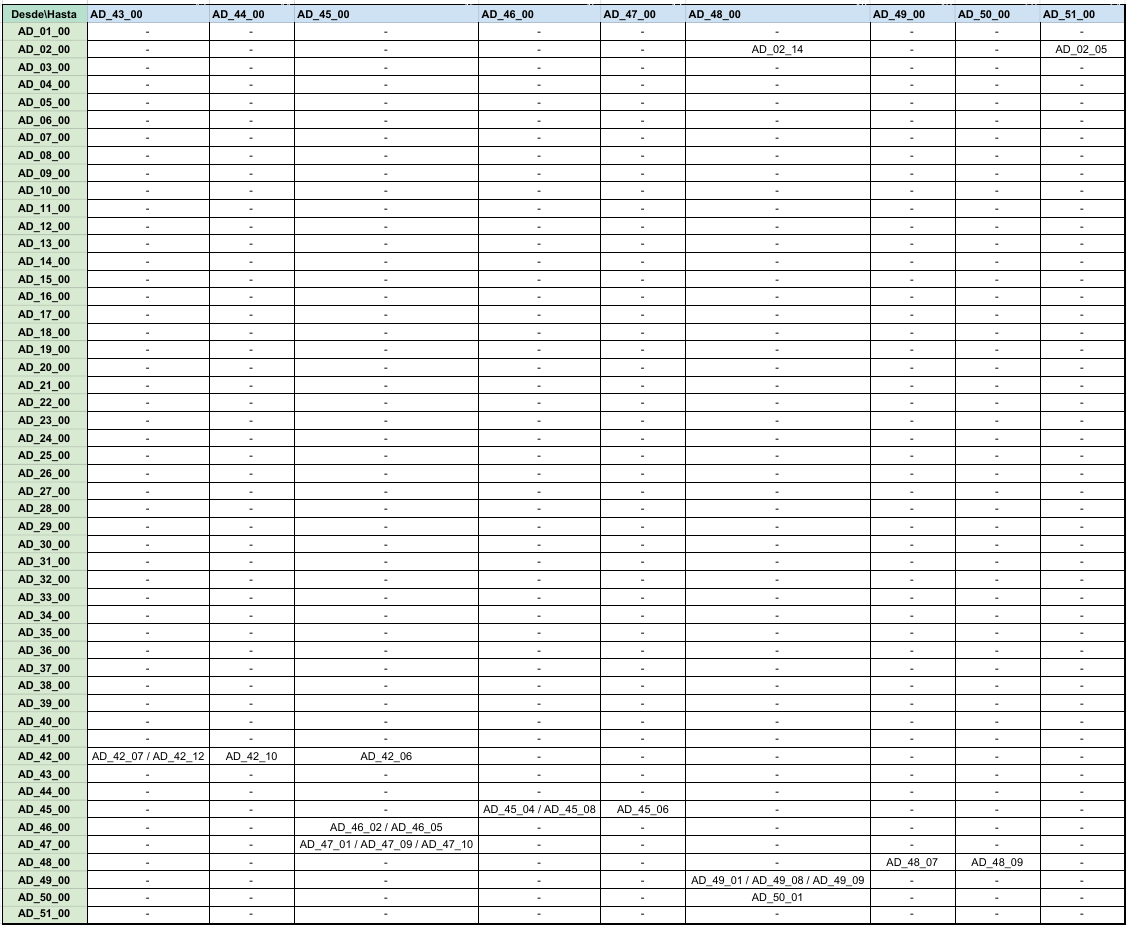 Desde\Hasta AD_43_00 AD_44_00 AD_45_00 AD_46_00 AD_47_00 AD_48_00 AD_49_00 AD_50_00 AD_51_00
AD_01_00 - - - - - - - - -
AD_02_00 - - - - - AD_02_14 - - AD_02_05
AD_03_00 - - - - - - - - -
AD_04_00 - - - - - - - - -
AD_05_00 - - - - - - - - -
AD_06_00 - - - - - - - - -
AD_07_00 - - - - - - - - -
AD_08_00 - - - - - - - - -
AD_09_00 - - - - - - - - -
AD_10_00 - - - - - - - - -
AD_11_00 - - - - - - - - -
AD_12_00 - - - - - - - - -
AD_13_00 - - - - - - - - -
AD_14_00 - - - - - - - - -
AD_15_00 - - - - - - - - -
AD_16_00 - - - - - - - - -
AD_17_00 - - - - - - - - -
AD_18_00 - - - - - - - - -
AD_19_00 - - - - - - - - -
AD_20_00 - - - - - - - - -
AD_21_00 - - - - - - - - -
AD_22_00 - - - - - - - - -
AD_23_00 - - - - - - - - -
AD_24_00 - - - - - - - - -
AD_25_00 - - - - - - - - -
AD_26_00 - - - - - - - - -
AD_27_00 - - - - - - - - -
AD_28_00 - - - - - - - - -
AD_29_00 - - - - - - - - -
AD_30_00 - - - - - - - - -
AD_31_00 - - - - - - - - -
AD_32_00 - - - - - - - - -
AD_33_00 - - - - - - - - -
AD_34_00 - - - - - - - - -
AD_35_00 - - - - - - - - -
AD_36_00 - - - - - - - - -
AD_37_00 - - - - - - - - -
AD_38_00 - - - - - - - - -
AD_39_00 - - - - - - - - -
AD_40_00 - - - - - - - - -
AD_41_00 - - - - - - - - -
AD_42_00 AD_42_07 / AD_42_12 AD_42_10 AD_42_06 - - - - - -
AD_43_00 - - - - - - - - -
AD_44_00 - - - - - - - - -
AD_45_00 - - - AD_45_04 / AD_45_08 AD_45_06 - - - -
AD_46_00 - - AD_46_02 / AD_46_05 - - - - - -
AD_47_00 - - AD_47_01 / AD_47_09 / AD_47_10 - - - - - -
AD_48_00 - - - - - - AD_48_07 AD_48_09 -
AD_49_00 - - - - - AD_49_01 / AD_49_08 / AD_49_09 - - -
AD_50_00 - - - - - AD_50_01 - - -
AD_51_00 - - - - - - - - -